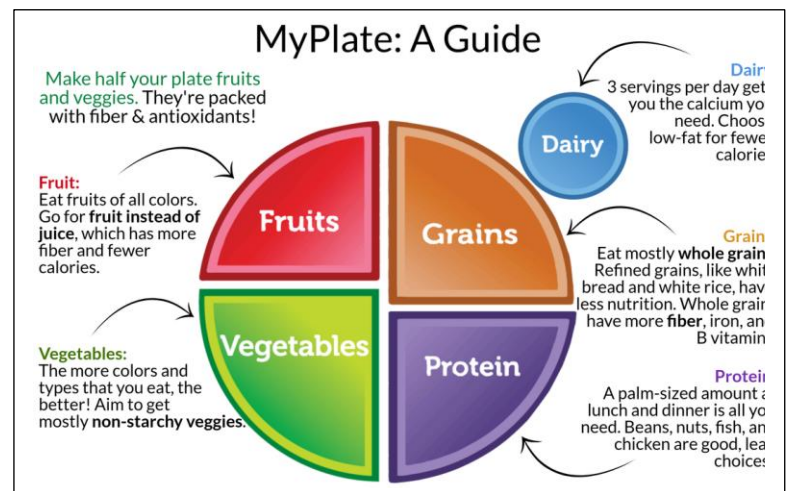 MyPlate: A Guide
Make half your plate fruits
and veggies. They're packed
with fiber & antioxidants!
Fruit:
Eat fruits of all colors.
Go for fruit instead of
juice, which has more
fiber and fewer
calories.
Vegetables:
The more colors and
types that you eat, the
better! Aim to get
mostly non-starchy veggies.
Fruits
Grains
Vegetables
Protein
Dairy
Dair
3 servings per day get
you the calcium yo
need. Choos
low-fat for fewe
calorie
Grain
Eat mostly whole grain
Refined grains, like whit
bread and white rice, hav
less nutrition. Whole grain
have more fiber, iron, an
B vitamin
Protei
A palm-sized amount a
lunch and dinner is all yo
need. Beans, nuts, fish, an
chicken are good, lea
choices